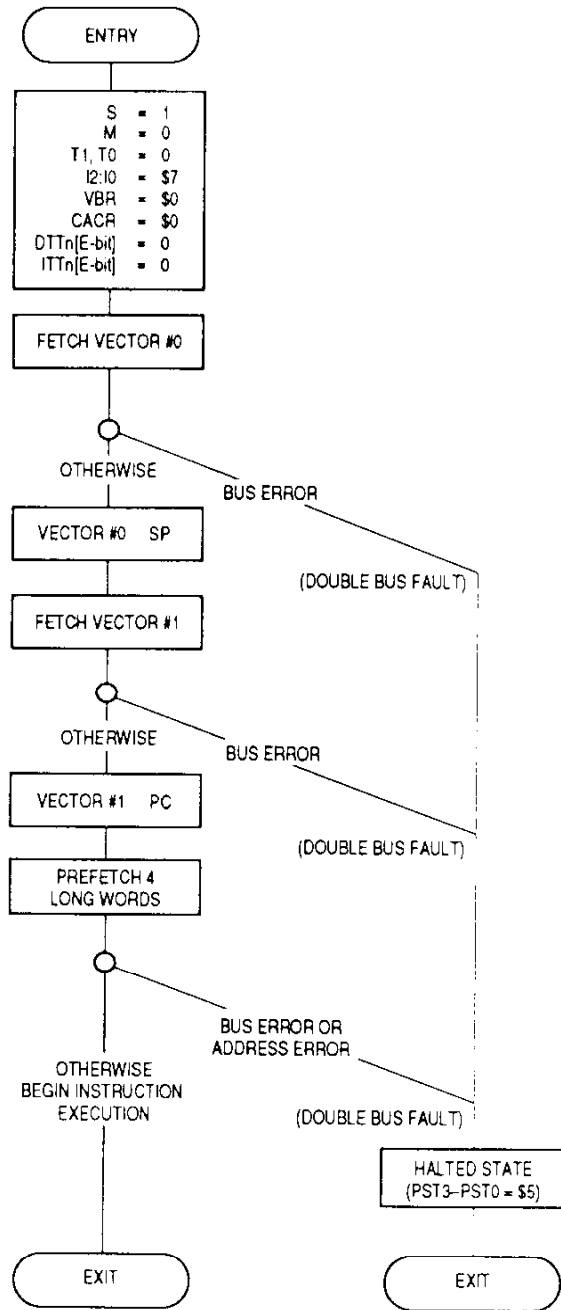 ENTRY
S = 1
M = 0
T1, T0 = 0
I2:I0 = $7
VBR = $0
CACR = $0
DTTn[E-bit] = 0
ITTn[E-bit] = 0
FETCH VECTOR #0
OTHERWISE
BUS ERROR
VECTOR #0 SP
(DOUBLE BUS FAULT)
FETCH VECTOR #1
OTHERWISE
BUS ERROR
VECTOR #1 PC
(DOUBLE BUS FAULT)
PREFETCH 4
LONG WORDS
BUS ERROR OR
ADDRESS ERROR
OTHERWISE
BEGIN INSTRUCTION
EXECUTION
(DOUBLE BUS FAULT)
HALTED STATE
(PST3–PST0 = $5)
EXIT
EXIT